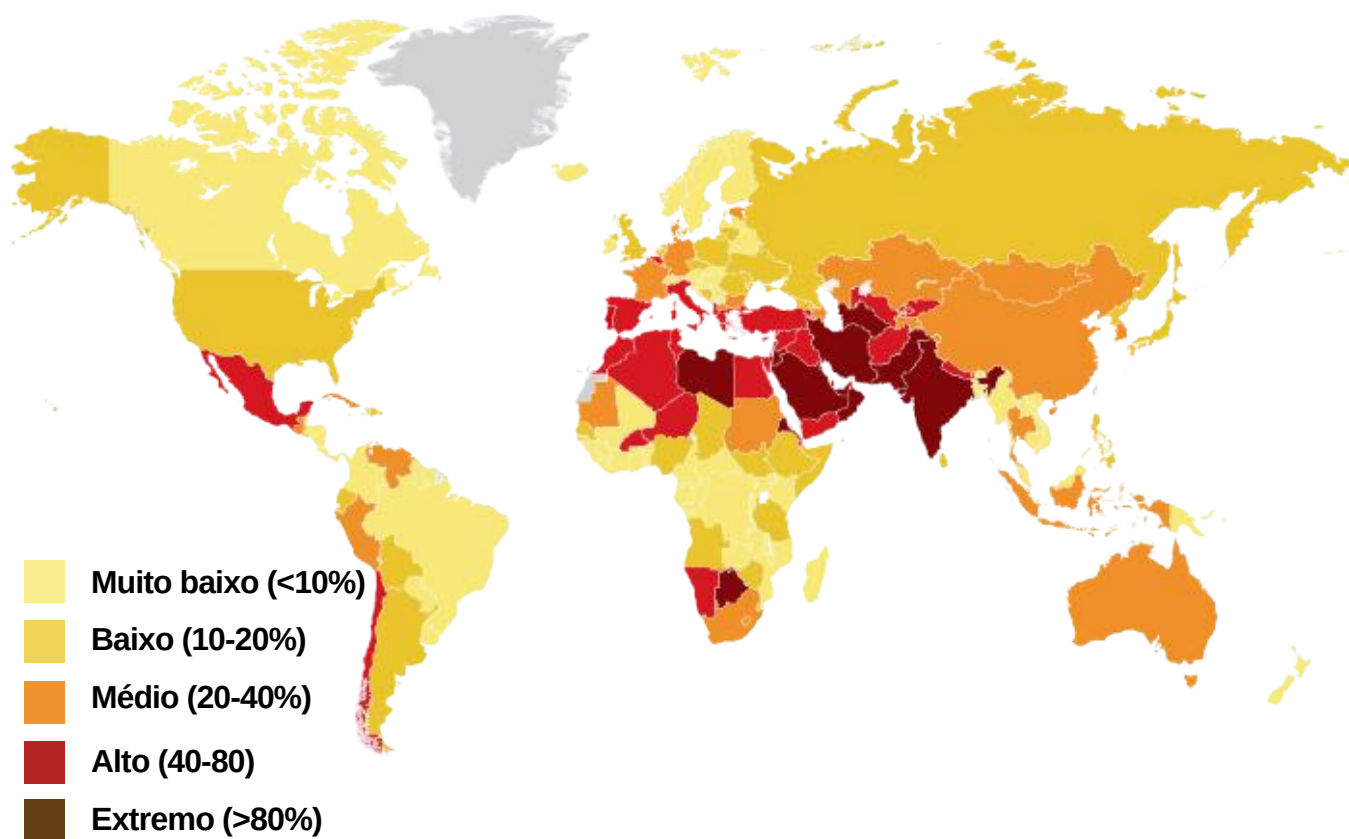 Muito baixo (<10%)
Baixo (10-20%)
Médio (20-40%)
Alto (40-80)
Extremo (>80%)